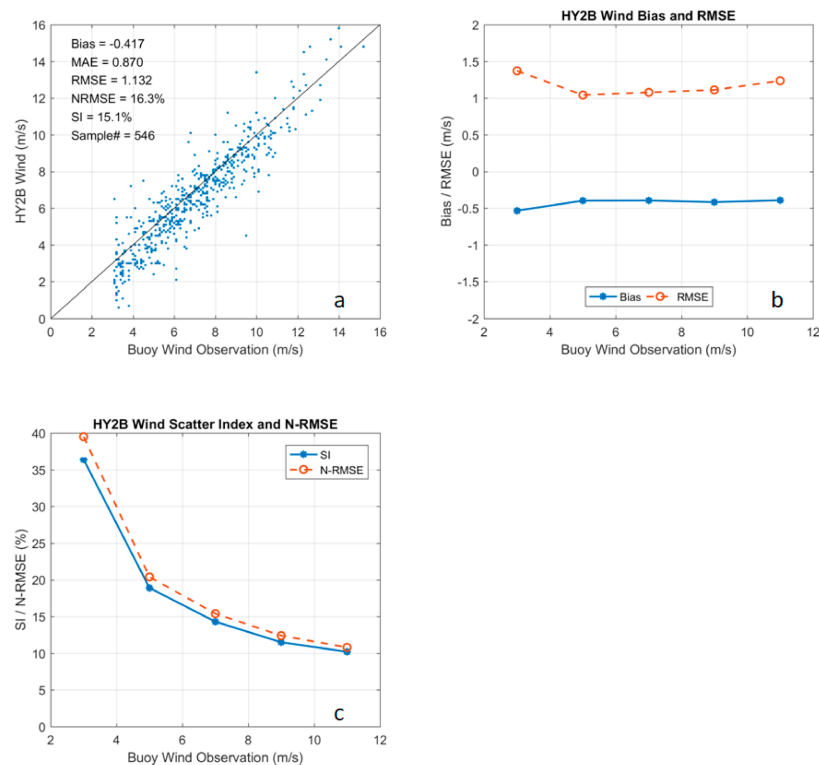 16
14
12
10
8
6
4
2
0
HY2B Wind (m/s)
Bias = -0.417
MAE = 0.870
RMSE = 1.132
NRMSE = 16.3%
SI = 15.1%
Sample# = 546
a
0 2 4 6 8 10 12 14 16
Buoy Wind Observation (m/s)
HY2B Wind Bias and RMSE
2
1.5
1
0.5
0
-0.5
-1
-1.5
-2
Bias / RMSE (m/s)
Bias RMSE
b
2 4 6 8 10 12
Buoy Wind Observation (m/s)
HY2B Wind Scatter Index and N-RMSE
40
35
30
25
20
15
10
5
0
SI / N-RMSE (%)
SI
N-RMSE
c
2 4 6 8 10 12
Buoy Wind Observation (m/s)